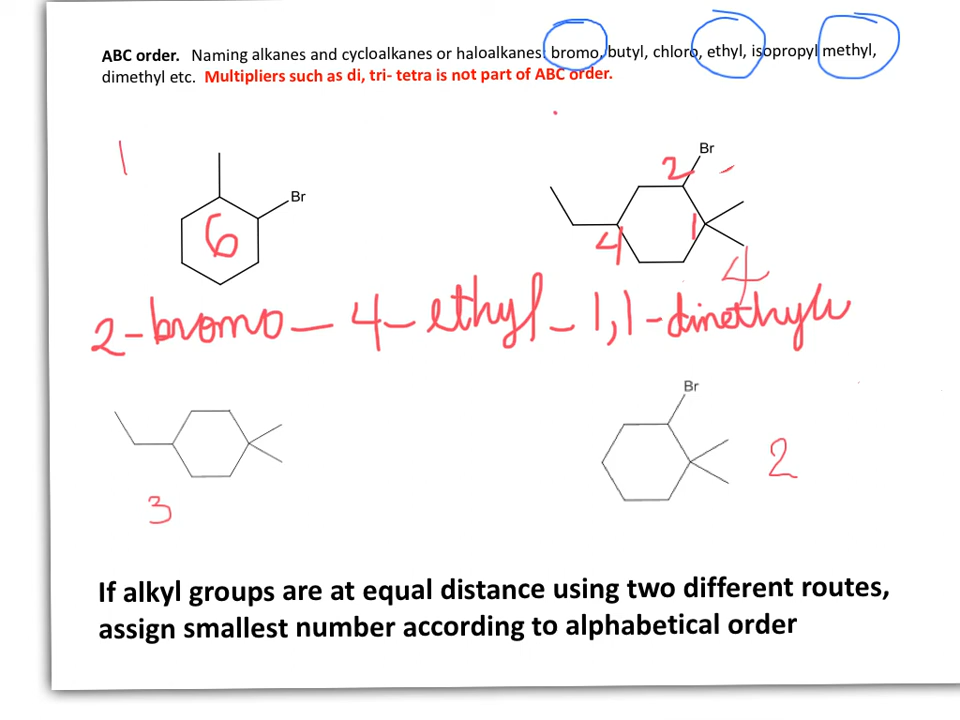 ABC order. Naming alkanes and cycloalkanes or haloalkanes: bromo, butyl, chloro, ethyl, isopropyl methyl,
dimethyl etc. Multipliers such as di, tri- tetra is not part of ABC order.
1
Br
2
Br
6
1
4
4
2-bromo-4-ethyl-1,1-dimethylc
Br
2
3
If alkyl groups are at equal distance using two different routes,
assign smallest number according to alphabetical order